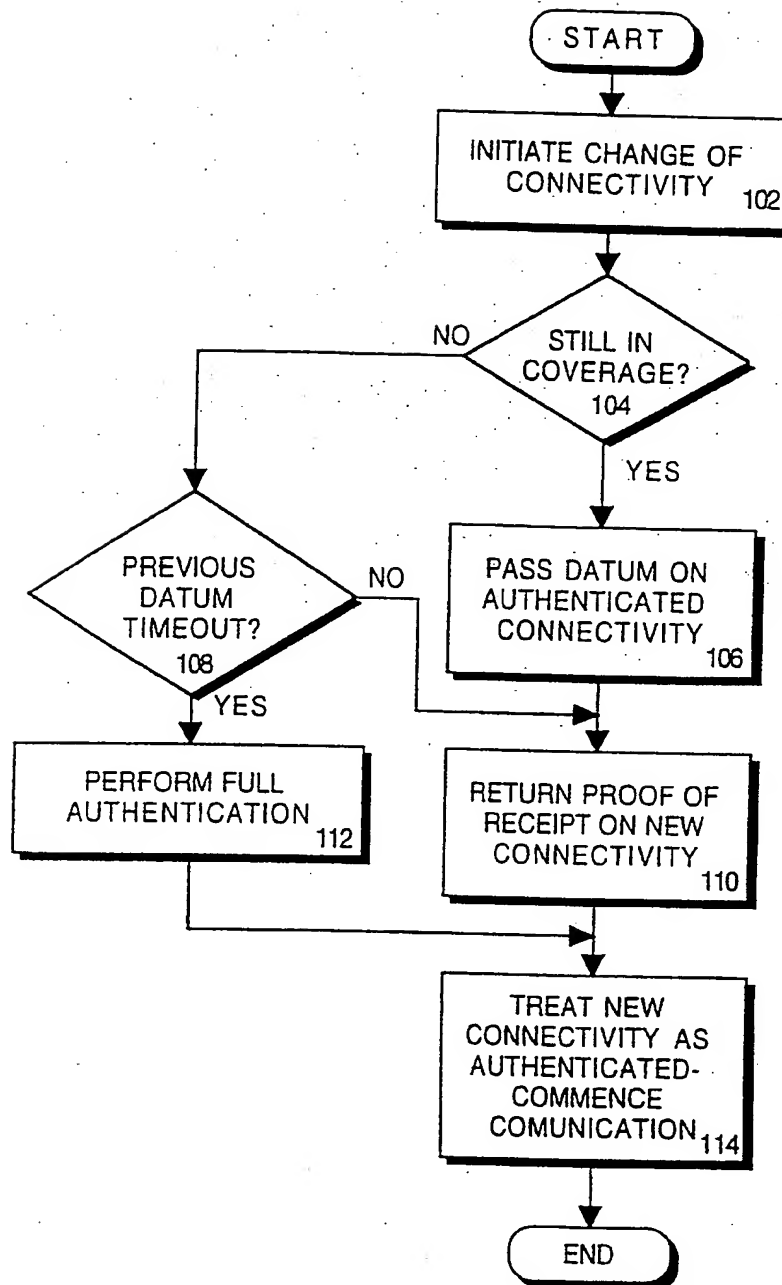 START
INITIATE CHANGE OF
CONNECTIVITY
102
NO
STILL IN
COVERAGE?
104
YES
PREVIOUS
DATUM
TIMEOUT?
108
NO
YES
PASS DATUM ON
AUTHENTICATED
CONNECTIVITY
106
PERFORM FULL
AUTHENTICATION
112
RETURN PROOF OF
RECEIPT ON NEW
CONNECTIVITY
110
TREAT NEW
CONNECTIVITY AS
AUTHENTICATED-
COMMENCE
COMUNICATION
114
END